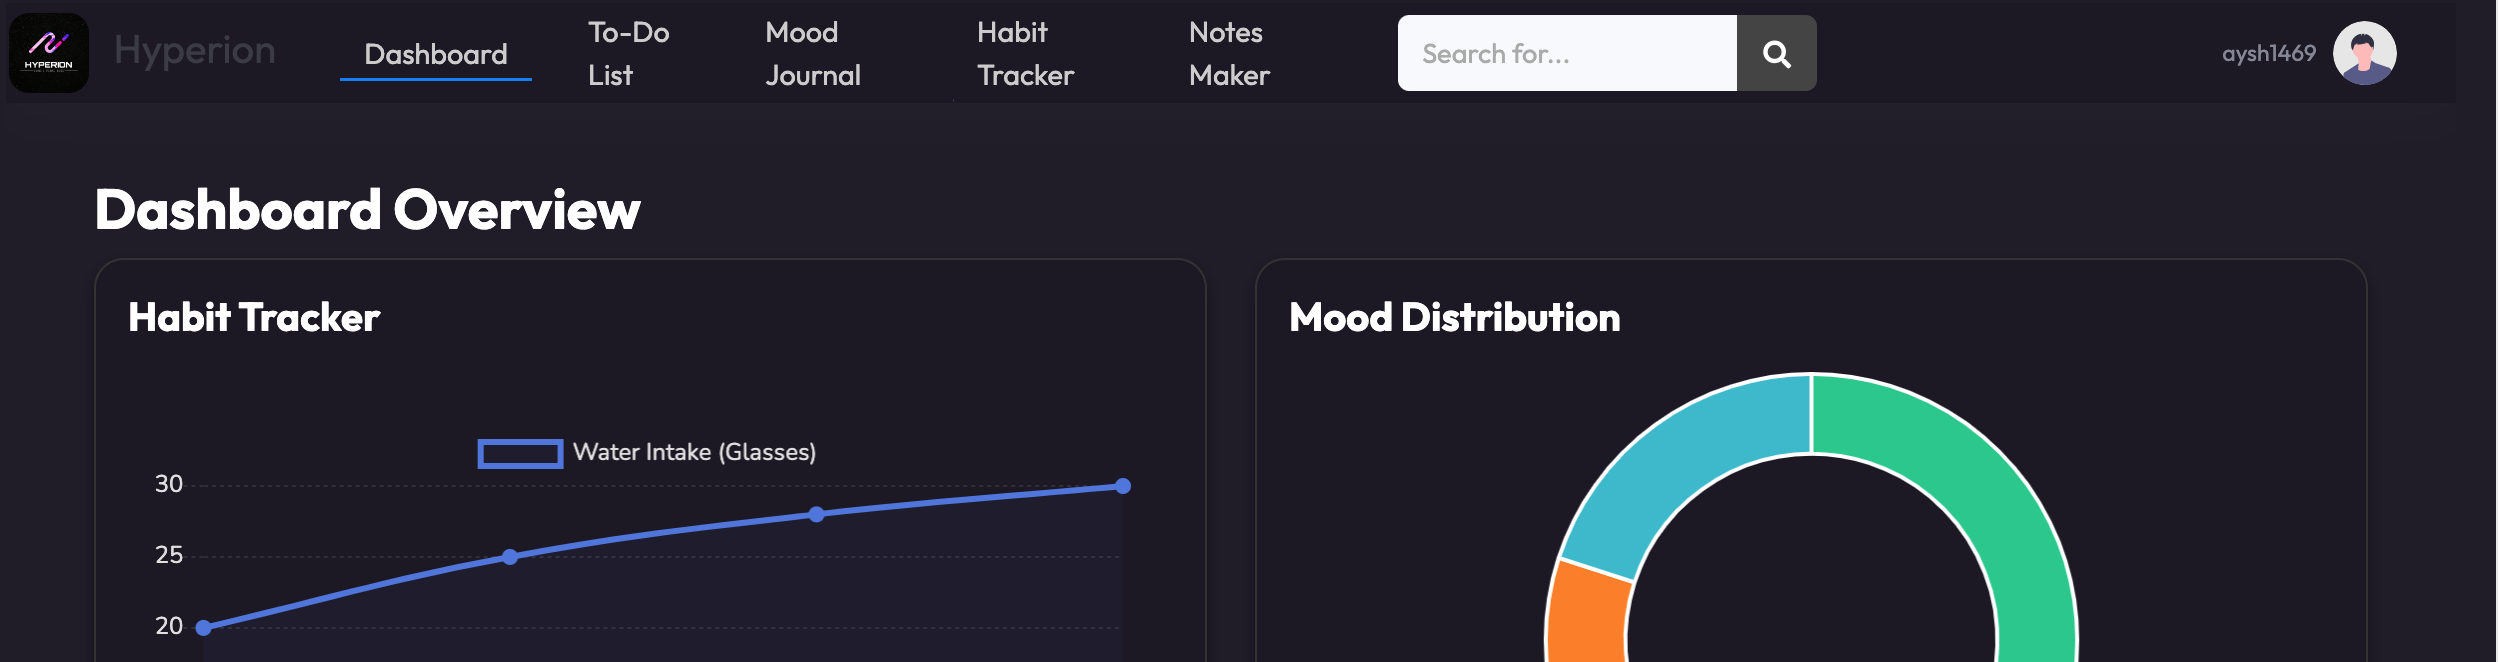 HYPERION
Hyperion
Dashboard
To-Do
List
Mood
Journal
Habit
Tracker
Notes
Maker
Search for...
aysh1469
Dashboard Overview
Habit Tracker
Water Intake (Glasses)
30
25
20
Mood Distribution